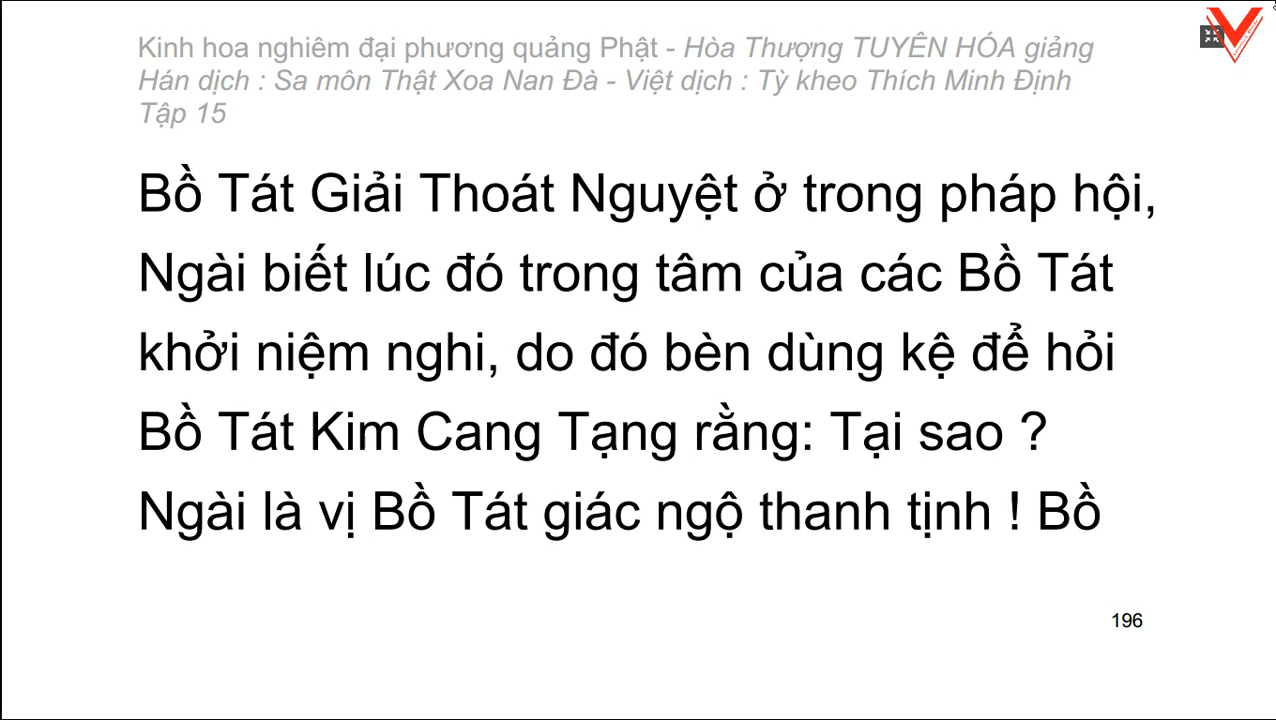 Kinh hoa nghiêm đại phương quảng Phật - Hòa Thượng TUYÊN HÓA giảng
Hán dịch : Sa môn Thật Xoa Nan Đà - Việt dịch : Tỳ kheo Thích Minh Định
Tập 15
Bồ Tát Giải Thoát Nguyệt ở trong pháp hội,
Ngài biết lúc đó trong tâm của các Bồ Tát
khởi niệm nghi, do đó bèn dùng kệ để hỏi
Bồ Tát Kim Cang Tạng rằng: Tại sao ?
Ngài là vị Bồ Tát giác ngộ thanh tịnh ! Bồ
196